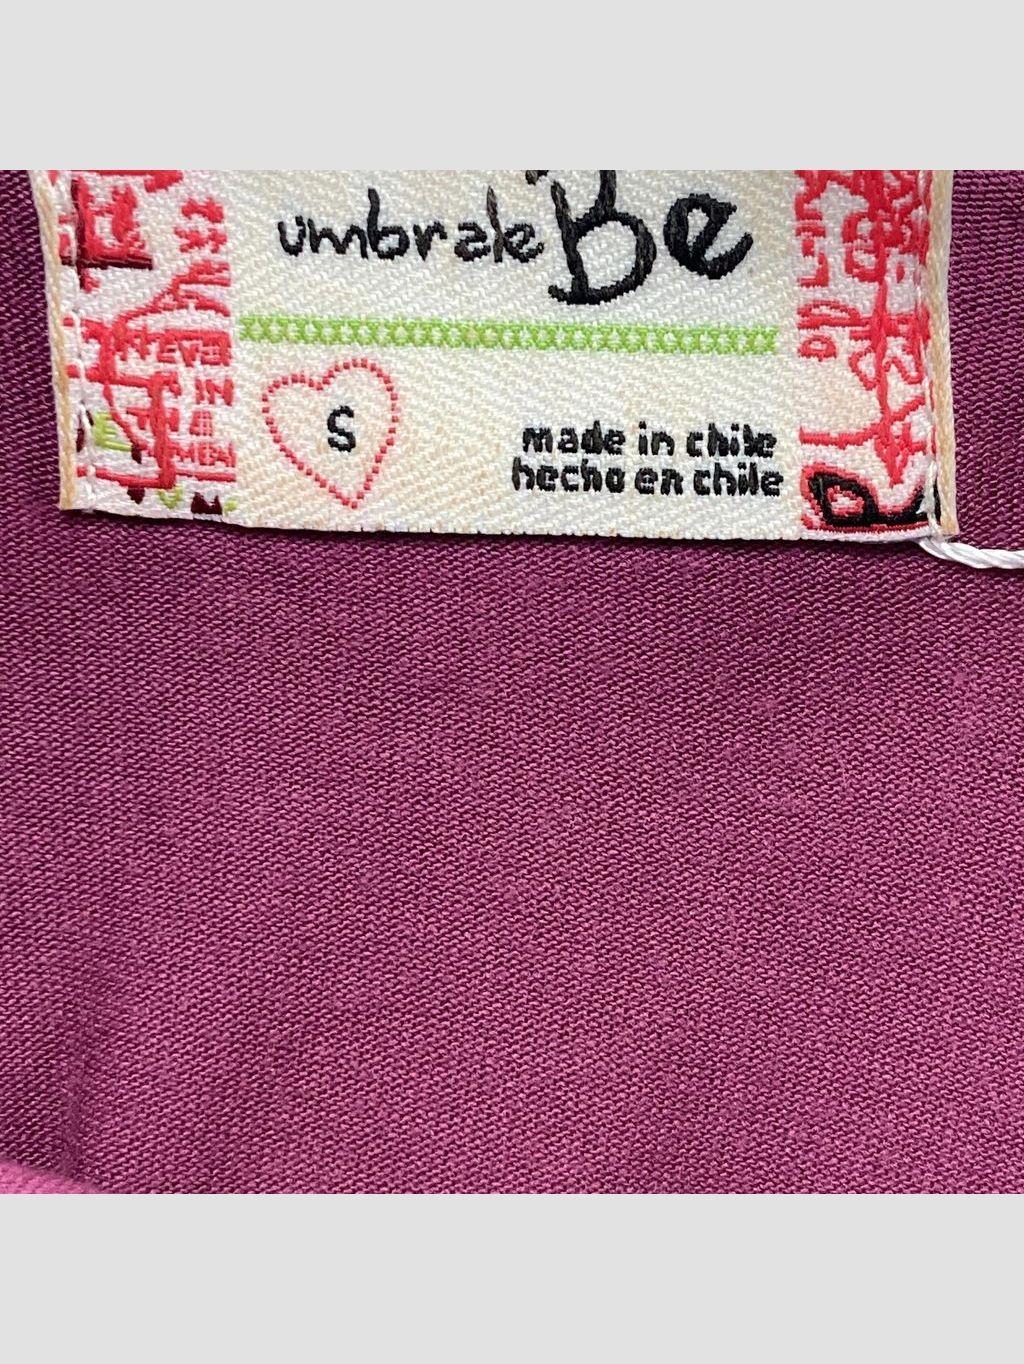 umbrale Be
S
made in chile
hecho en chile